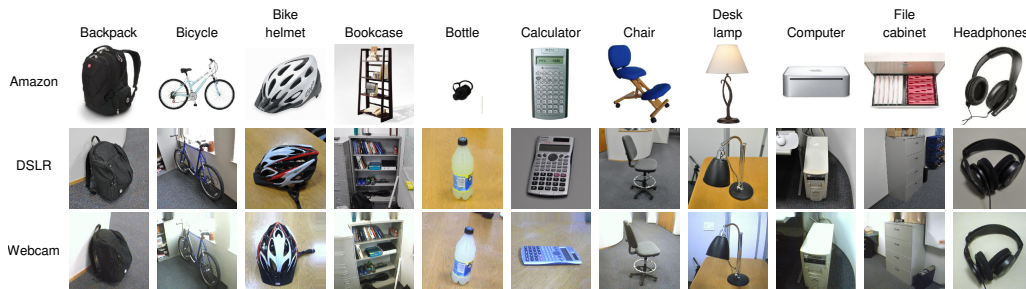 Backpack
Bicycle
Bike
helmet
Bookcase
Bottle
Calculator
Chair
Desk
lamp
Computer
File
cabinet
Headphones
Amazon
DSLR
Webcam